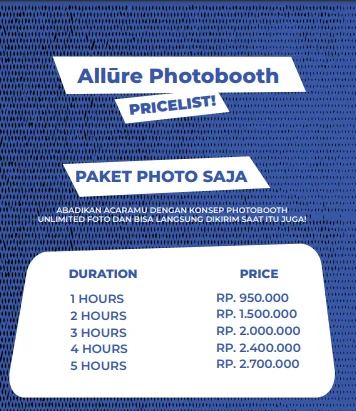 Allūre Photobooth
PRICELIST!
PAKET PHOTO SAJA
ABADIKAN ACARAMU DENGAN KONSEP PHOTOBOOTH
UNLIMITED FOTO DAN BISA LANGSUNG DIKIRIM SAAT ITU JUGA!
DURATION PRICE
1 HOURS RP. 950.000
2 HOURS RP. 1.500.000
3 HOURS RP. 2.000.000
4 HOURS RP. 2.400.000
5 HOURS RP. 2.700.000